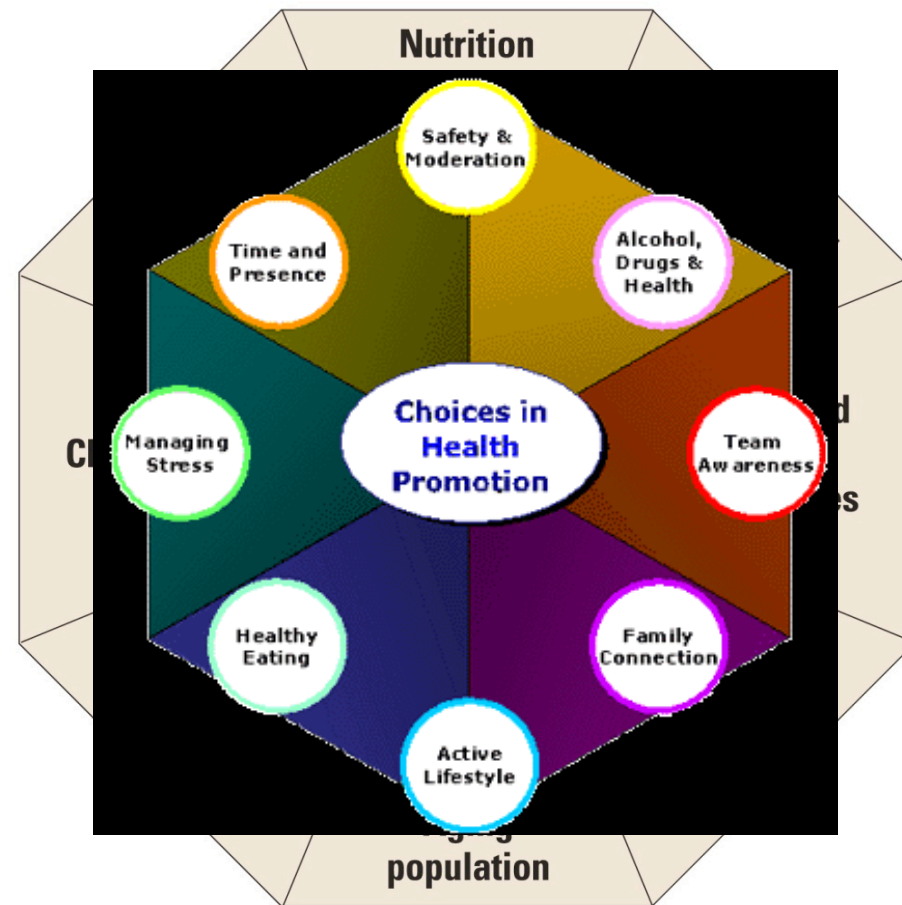 Nutrition
Safety &
Moderation
Time and
Presence
Alcohol,
Drugs &
Health
Choices in
Health
Promotion
Managing
Stress
Team
Awareness
Healthy
Eating
Family
Connection
Active
Lifestyle
population